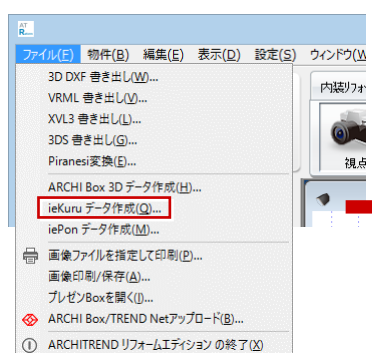 AT
R...
ファイル(F) 物件(B) 編集(E) 表示(D) 設定(S) ウィンドウ(W
3D DXF 書き出し(W)...
VRML 書き出し(V)...
XVL3 書き出し(L)...
3DS 書き出し(G)...
Piranesi変換(E)...
内装リフォ
視点
ARCHI Box 3D データ作成(H)...
ieKuru データ作成(Q)...
iePon データ作成(M)...
画像ファイルを指定して印刷(P)...
画像印刷/保存(A)...
プレゼンBoxを開く(J)...
ARCHI Box/TREND Netアップロード(B)...
ARCHITREND リフォームエディション の終了(X)